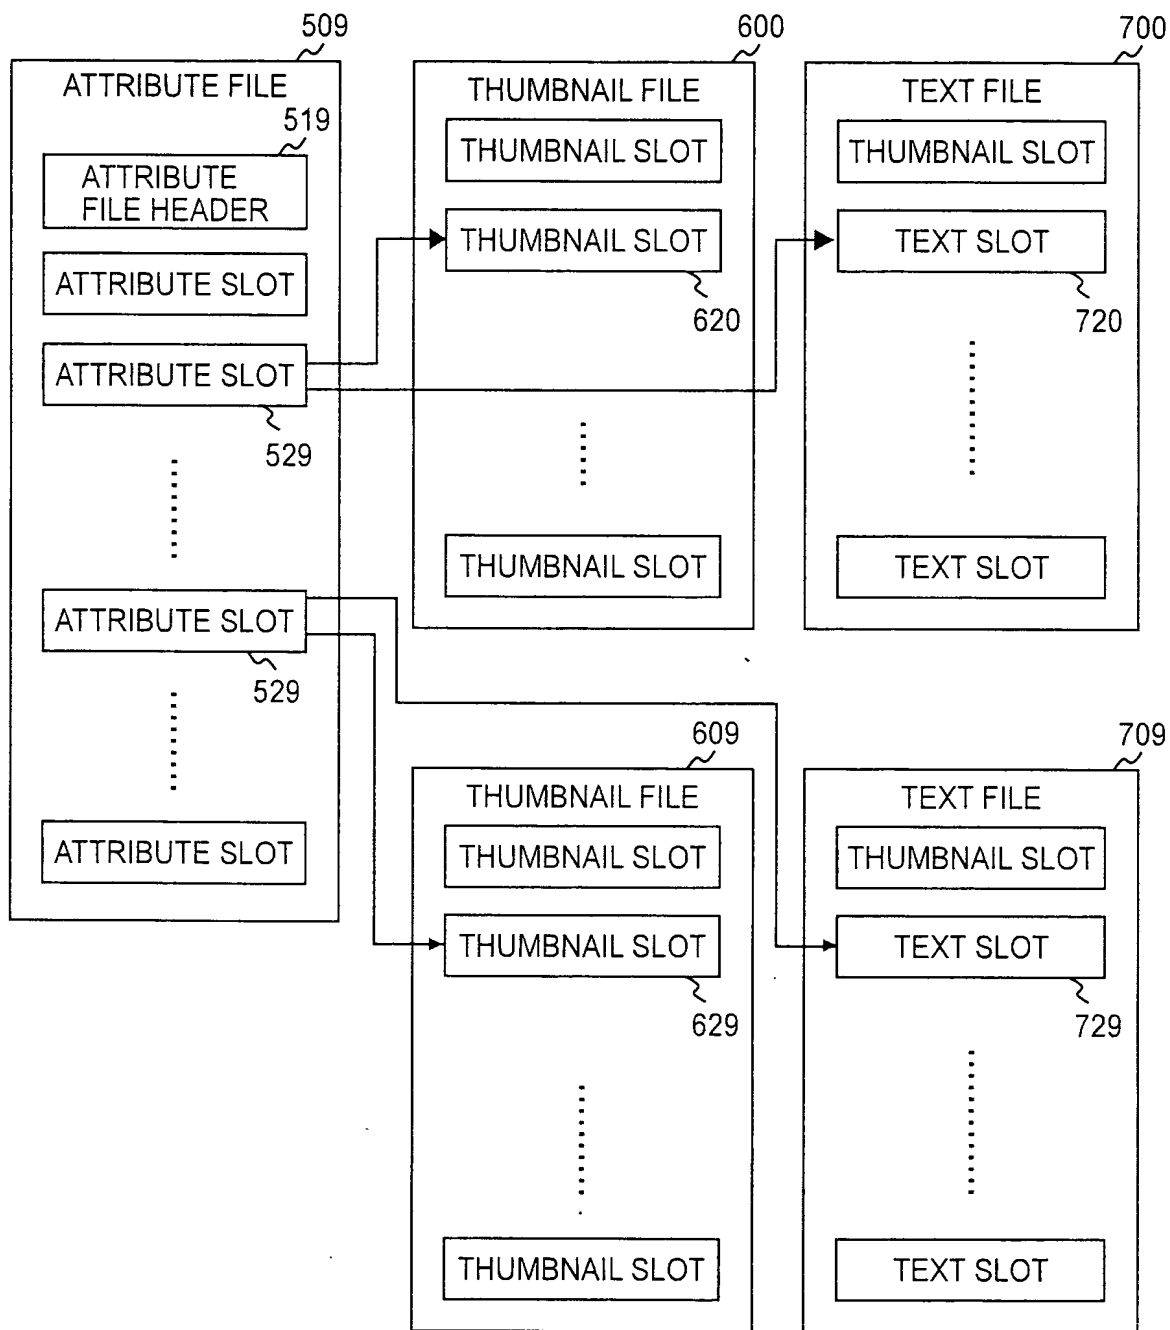 509
ATTRIBUTE FILE
519
ATTRIBUTE
FILE HEADER
ATTRIBUTE SLOT
ATTRIBUTE SLOT
529
ATTRIBUTE SLOT
529
ATTRIBUTE SLOT
600
THUMBNAIL FILE
THUMBNAIL SLOT
THUMBNAIL SLOT
620
THUMBNAIL SLOT
700
TEXT FILE
THUMBNAIL SLOT
TEXT SLOT
720
TEXT SLOT
609
THUMBNAIL FILE
THUMBNAIL SLOT
THUMBNAIL SLOT
629
THUMBNAIL SLOT
709
TEXT FILE
THUMBNAIL SLOT
TEXT SLOT
729
TEXT SLOT